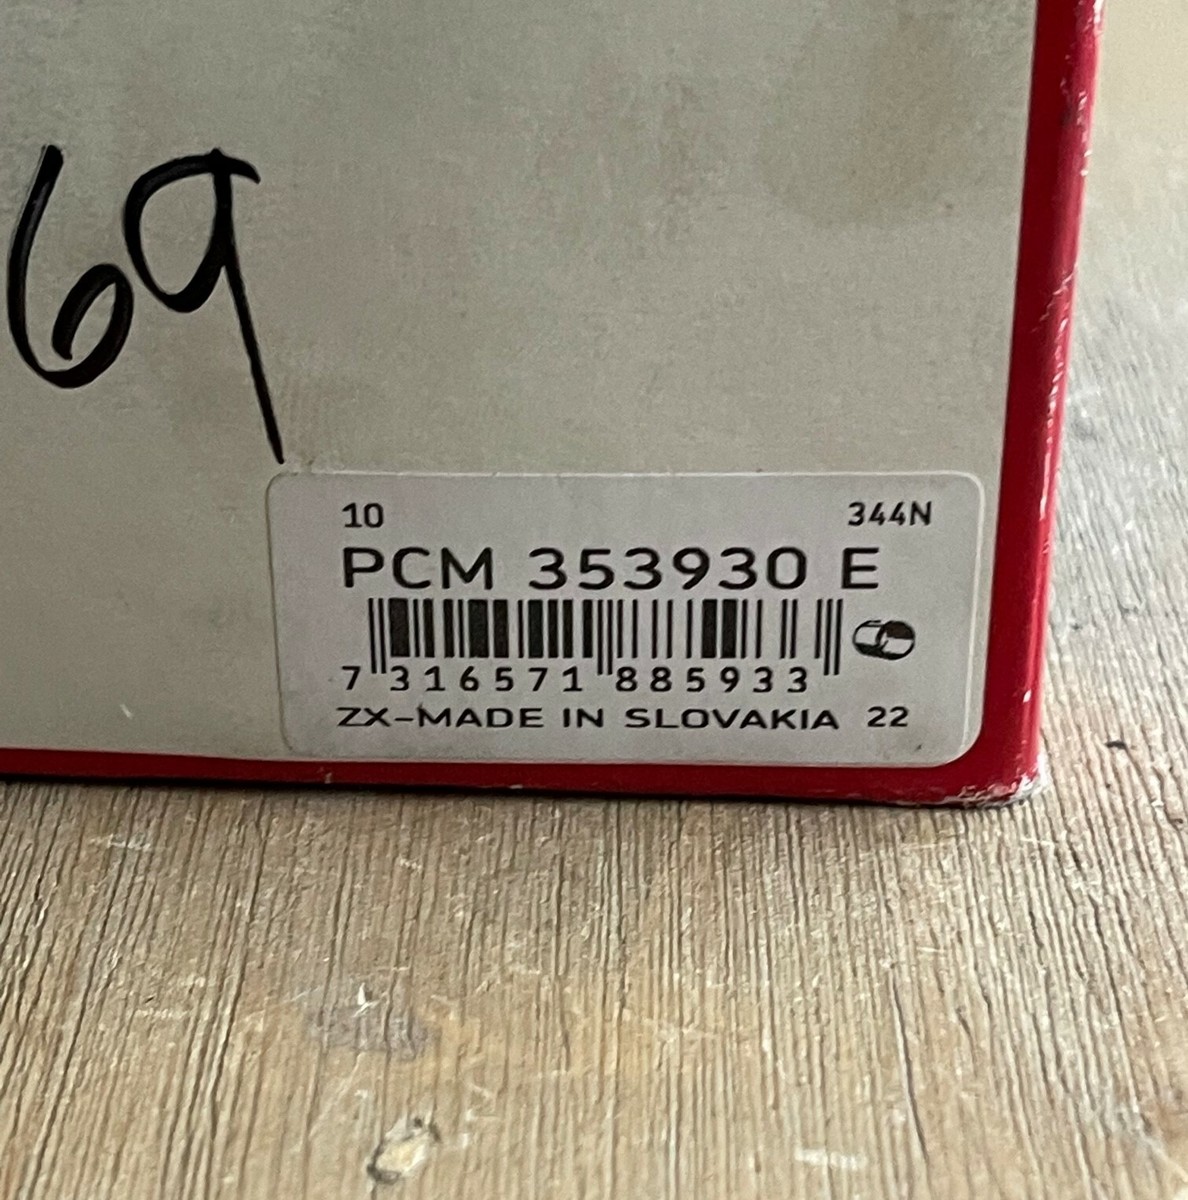 69
10 344N
PCM 353930 E
7 316571 885933
ZX-MADE IN SLOVAKIA 22